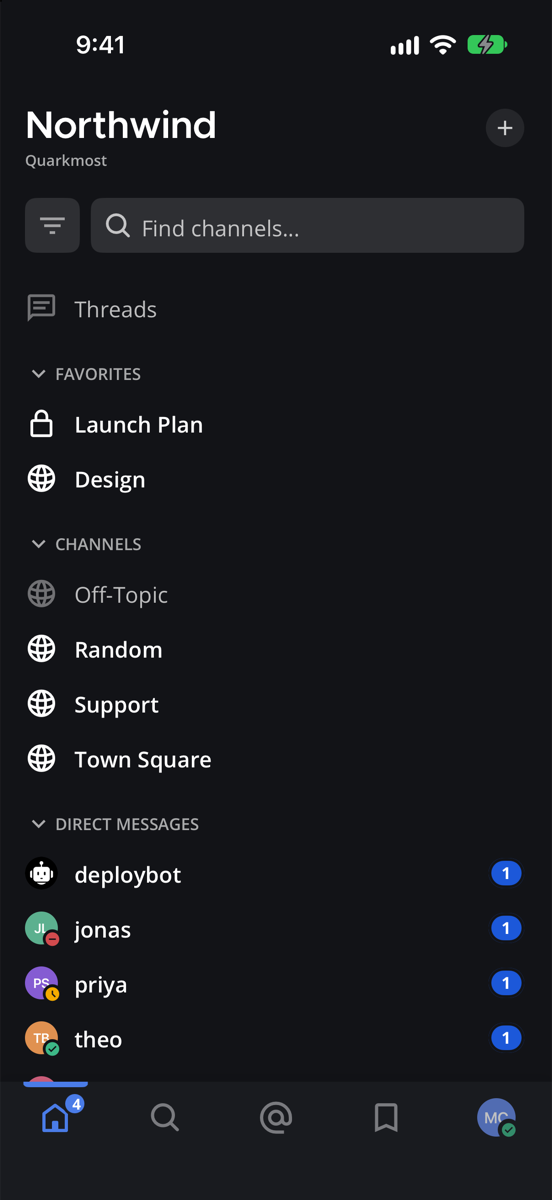 9:41
Northwind
Quarkmost
Find channels...
Threads
FAVORITES
Launch Plan
Design
CHANNELS
Off-Topic
Random
Support
Town Square
DIRECT MESSAGES
deploybot 1
JL jonas 1
PS priya 1
TB theo 1
4
MC